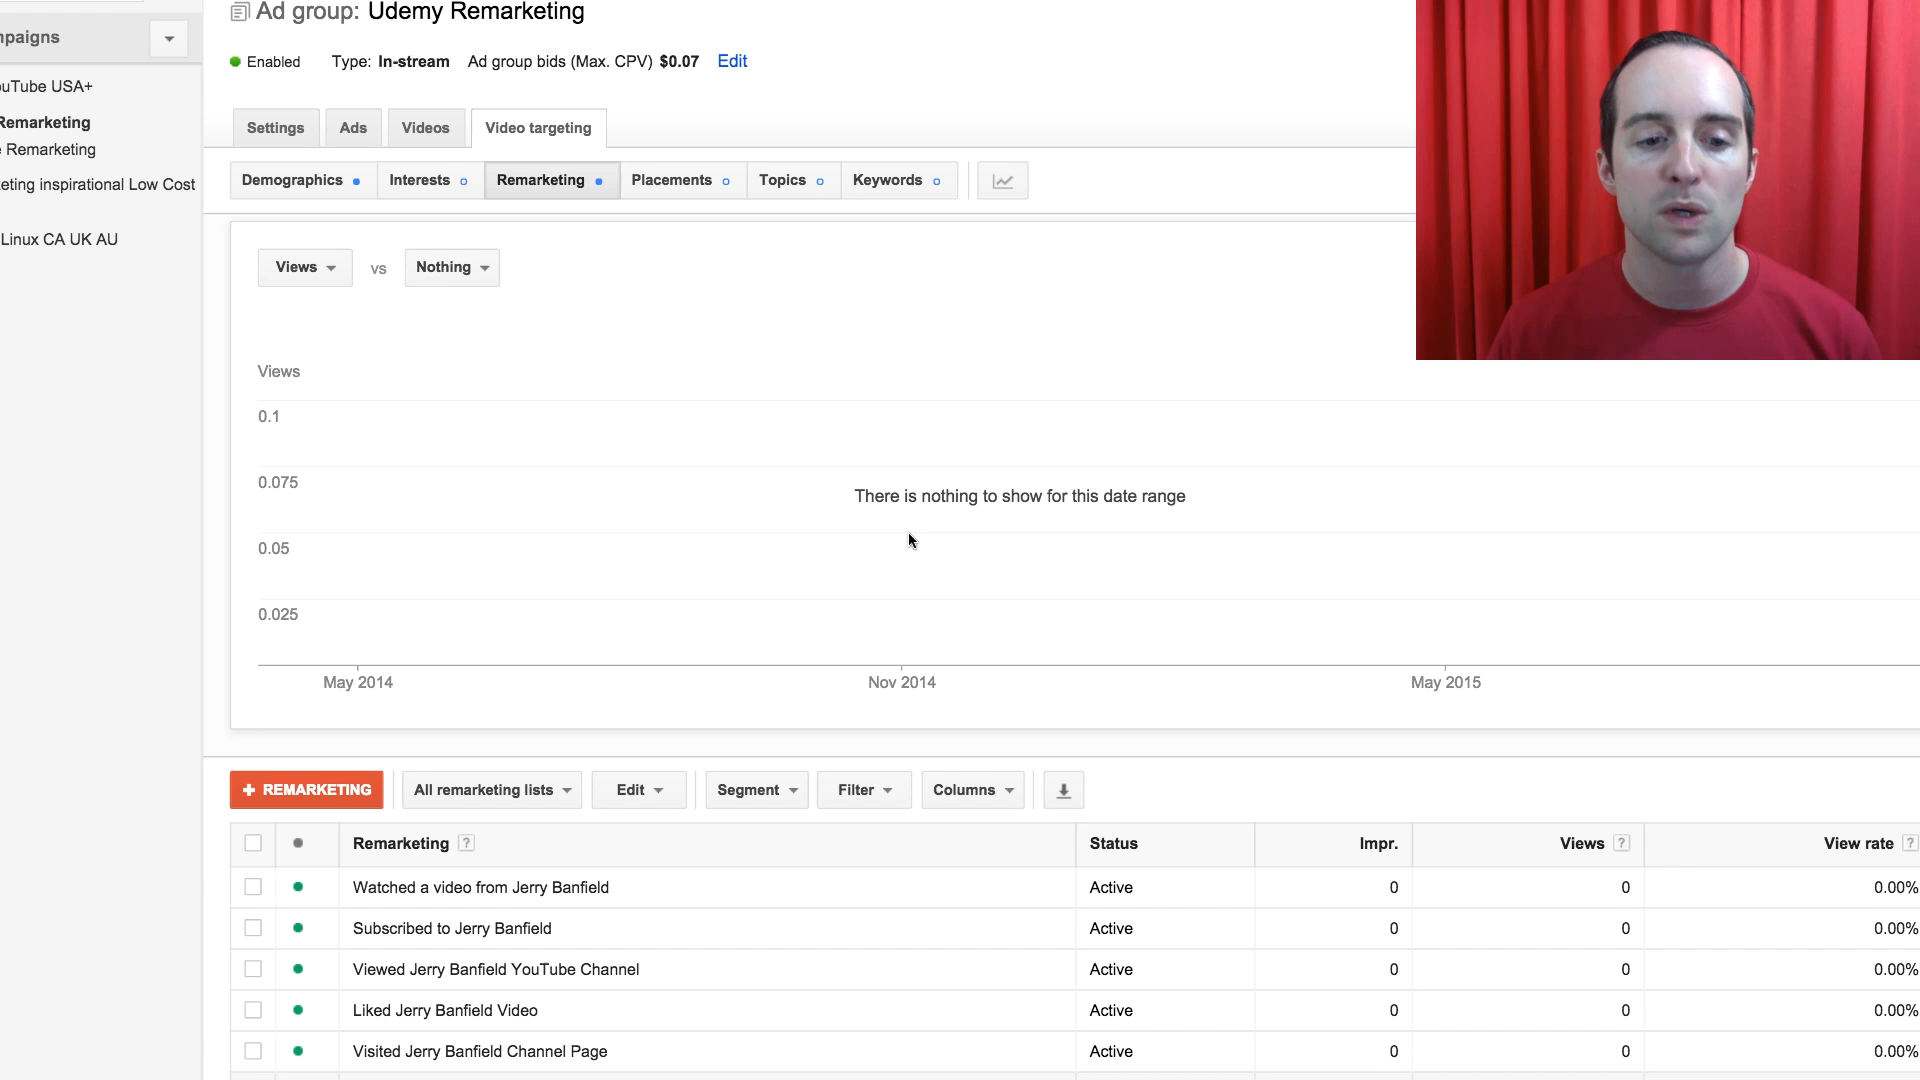 Ad group: Udemy Remarketing
mpaigns
Enabled Type: In-stream Ad group bids (Max. CPV) $0.07 Edit
ouTube USA+
Remarketing
Settings Ads Videos Video targeting
e Remarketing
Demographics Interests Remarketing Placements Topics Keywords
eting inspirational Low Cost
Linux CA UK AU
Views vs Nothing
Views
0.1
0.075
There is nothing to show for this date range
0.05
0.025
May 2014 Nov 2014 May 2015
+ REMARKETING All remarketing lists Edit Segment Filter Columns
Remarketing ? Status Impr. Views ? View rate ?
Watched a video from Jerry Banfield Active 0 0 0.00%
Subscribed to Jerry Banfield Active 0 0 0.00%
Viewed Jerry Banfield YouTube Channel Active 0 0 0.00%
Liked Jerry Banfield Video Active 0 0 0.00%
Visited Jerry Banfield Channel Page Active 0 0 0.00%